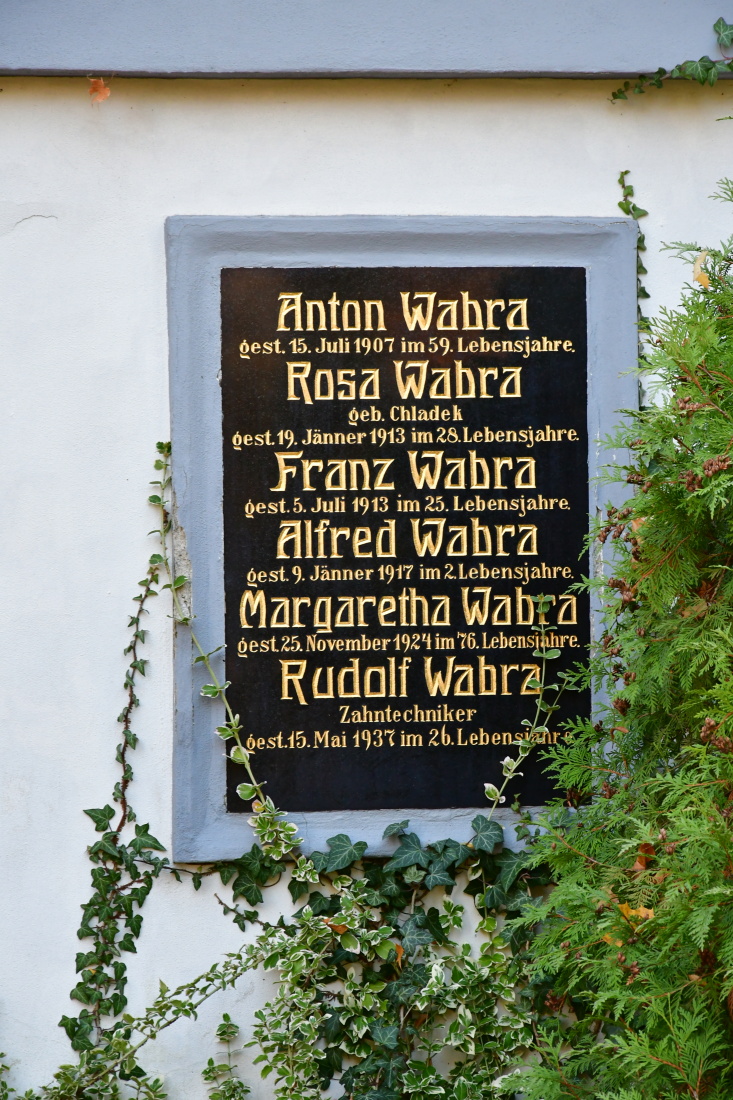 Anton Wabra
gest. 15. Juli 1907 im 59. Lebensjahre.
Rosa Wabra
geb. Chladek
gest. 19. Jänner 1913 im 28. Lebensjahre.
Franz Wabra
gest. 5. Juli 1913 im 25. Lebensjahre.
Alfred Wabra
gest. 9. Jänner 1917 im 2. Lebensjahre.
Margaretha Wabra
gest. 25. November 1924 im 76. Lebensjahre.
Rudolf Wabra
Zahntechniker
gest. 15. Mai 1937 im 26. Lebensjahre